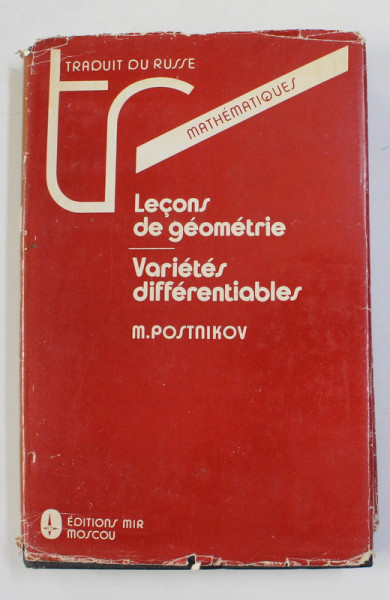 TRADUIT DU RUSSE
tr
MATHÉMATIQUES
Leçons
de géométrie
Variétés
différentiables
M. POSTNIKOV
ÉDITIONS MIR
MOSCOU